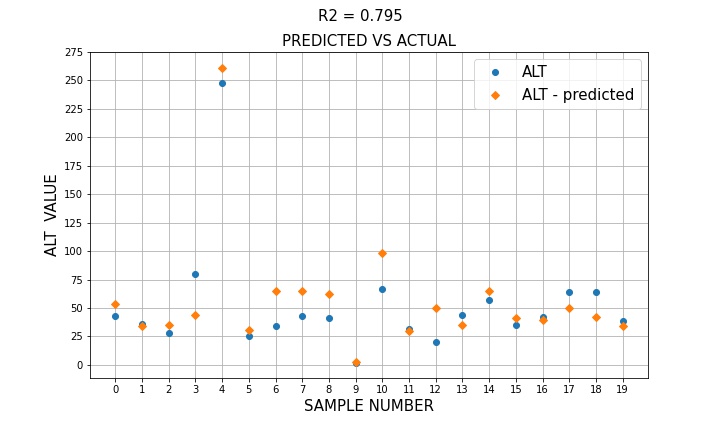 R2 = 0.795
PREDICTED VS ACTUAL
275
250
225
200
175
150
125
100
75
50
25
0
ALT VALUE
ALT
ALT - predicted
0 1 2 3 4 5 6 7 8 9 10 11 12 13 14 15 16 17 18 19
SAMPLE NUMBER